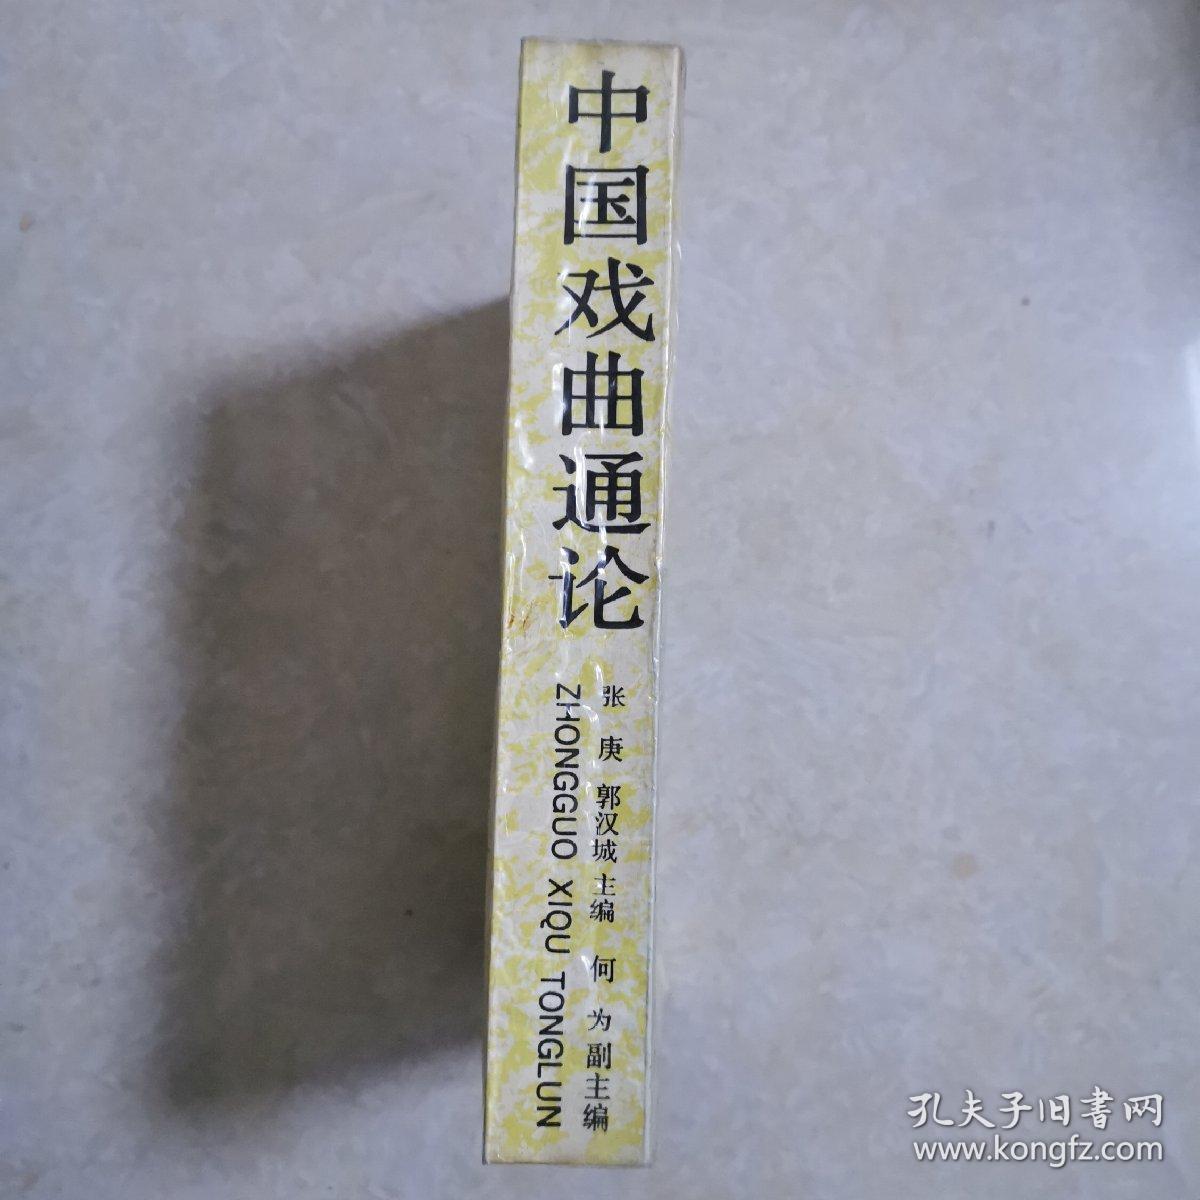 中国戏曲通论
张庚 郭汉城 主编 何为 副主编
ZHONGGUO XIQU TONGLUN
孔夫子旧書网
www.kongfz.com